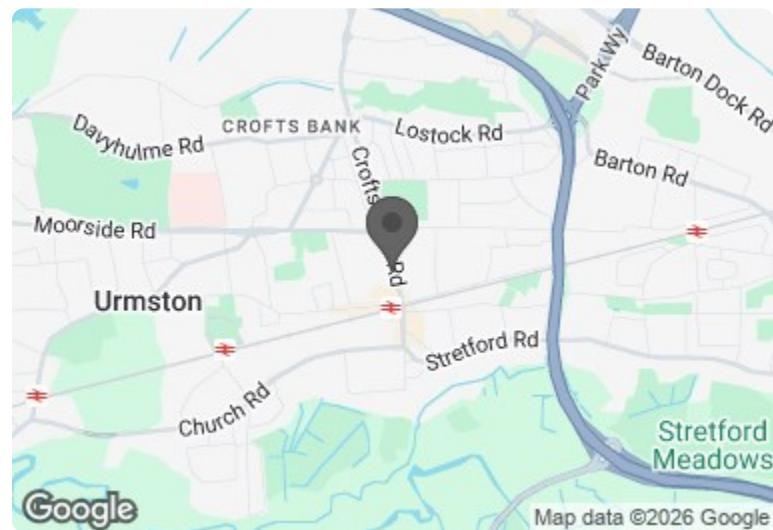 Park Wy
Barton Dock Rd
Davyhulme Rd
CROFTS BANK
Lostock Rd
Crofts
Rd
Barton Rd
Moorside Rd
Urmston
Stretford Rd
Church Rd
Stretford
Meadows
Google
Map data ©2026 Google